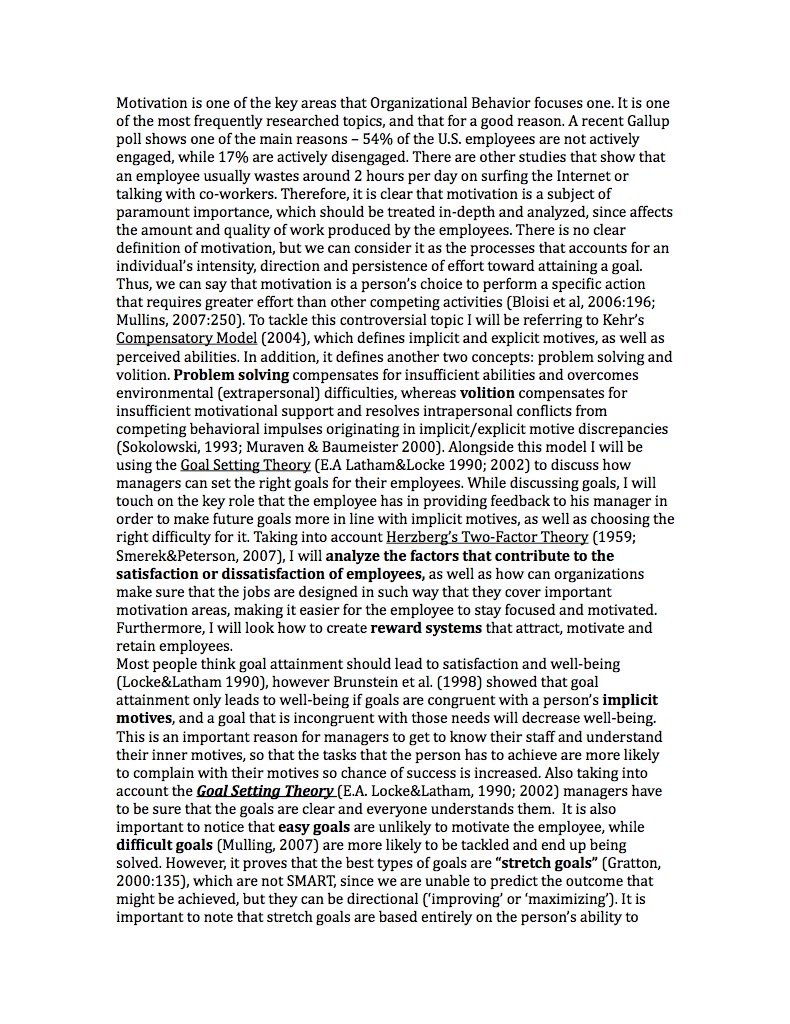 Motivation is one of the key areas that Organizational Behavior focuses one. It is one
of the most frequently researched topics, and that for a good reason. A recent Gallup
poll shows one of the main reasons – 54% of the U.S. employees are not actively
engaged, while 17% are actively disengaged. There are other studies that show that
an employee usually wastes around 2 hours per day on surfing the Internet or
talking with co-workers. Therefore, it is clear that motivation is a subject of
paramount importance, which should be treated in-depth and analyzed, since affects
the amount and quality of work produced by the employees. There is no clear
definition of motivation, but we can consider it as the processes that accounts for an
individual’s intensity, direction and persistence of effort toward attaining a goal.
Thus, we can say that motivation is a person’s choice to perform a specific action
that requires greater effort than other competing activities (Bloisi et al, 2006:196;
Mullins, 2007:250). To tackle this controversial topic I will be referring to Kehr’s
Compensatory Model (2004), which defines implicit and explicit motives, as well as
perceived abilities. In addition, it defines another two concepts: problem solving and
volition. Problem solving compensates for insufficient abilities and overcomes
environmental (extrapersonal) difficulties, whereas volition compensates for
insufficient motivational support and resolves intrapersonal conflicts from
competing behavioral impulses originating in implicit/explicit motive discrepancies
(Sokolowski, 1993; Muraven & Baumeister 2000). Alongside this model I will be
using the Goal Setting Theory (E.A Latham&Locke 1990; 2002) to discuss how
managers can set the right goals for their employees. While discussing goals, I will
touch on the key role that the employee has in providing feedback to his manager in
order to make future goals more in line with implicit motives, as well as choosing the
right difficulty for it. Taking into account Herzberg’s Two-Factor Theory (1959;
Smerek&Peterson, 2007), I will analyze the factors that contribute to the
satisfaction or dissatisfaction of employees, as well as how can organizations
make sure that the jobs are designed in such way that they cover important
motivation areas, making it easier for the employee to stay focused and motivated.
Furthermore, I will look how to create reward systems that attract, motivate and
retain employees.
Most people think goal attainment should lead to satisfaction and well-being
(Locke&Latham 1990), however Brunstein et al. (1998) showed that goal
attainment only leads to well-being if goals are congruent with a person’s implicit
motives, and a goal that is incongruent with those needs will decrease well-being.
This is an important reason for managers to get to know their staff and understand
their inner motives, so that the tasks that the person has to achieve are more likely
to complain with their motives so chance of success is increased. Also taking into
account the Goal Setting Theory (E.A. Locke&Latham, 1990; 2002) managers have
to be sure that the goals are clear and everyone understands them.  It is also
important to notice that easy goals are unlikely to motivate the employee, while
difficult goals (Mulling, 2007) are more likely to be tackled and end up being
solved. However, it proves that the best types of goals are “stretch goals” (Gratton,
2000:135), which are not SMART, since we are unable to predict the outcome that
might be achieved, but they can be directional (‘improving’ or ‘maximizing’). It is
important to note that stretch goals are based entirely on the person’s ability to